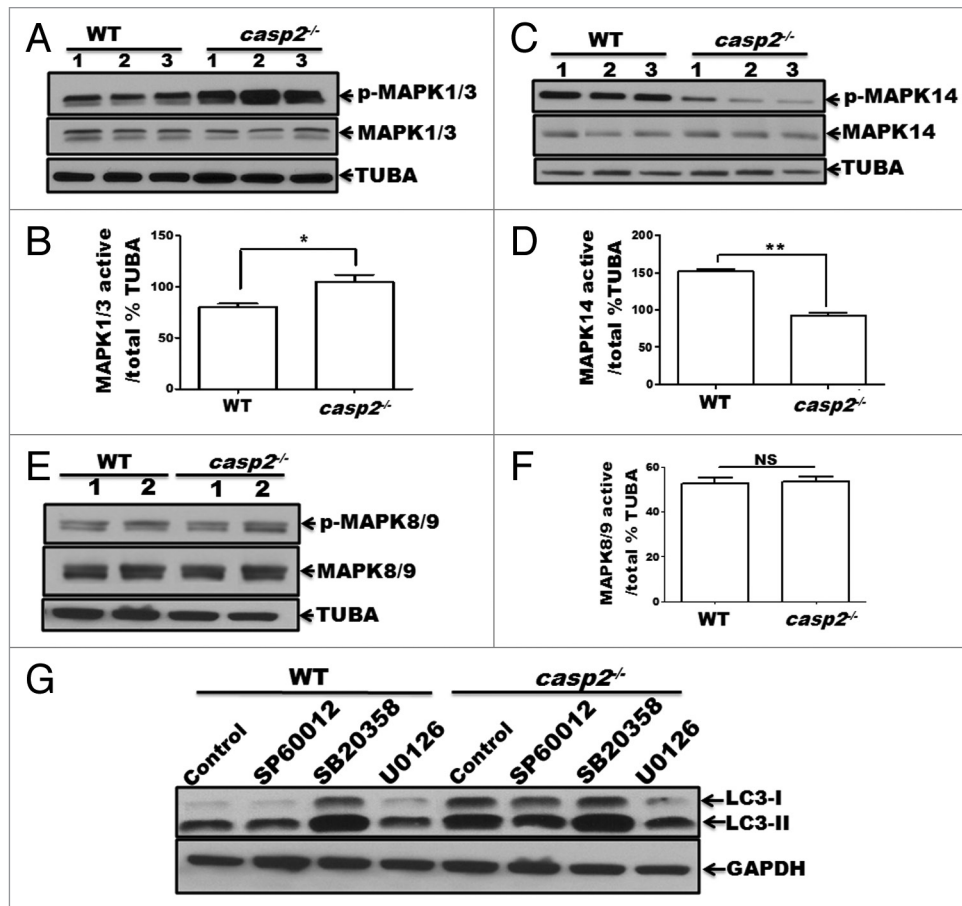 A
WT casp2-/-
1 2 3 1 2 3
p-MAPK1/3
MAPK1/3
TUBA
C
WT casp2-/-
1 2 3 1 2 3
p-MAPK14
MAPK14
TUBA
B
MAPK1/3 active
/total % TUBA
150
100
50
0
*
WT casp2-/-
D
MAPK14 active
/total %TUBA
200
150
100
50
0
**
WT casp2-/-
E
WT casp2-/-
1 2 1 2
p-MAPK8/9
MAPK8/9
TUBA
F
MAPK8/9 active
/total % TUBA
60
40
20
0
NS
WT casp2-/-
G
WT casp2-/-
Control SP60012 SB20358 U0126 Control SP60012 SB20358 U0126
LC3-I
LC3-II
GAPDH